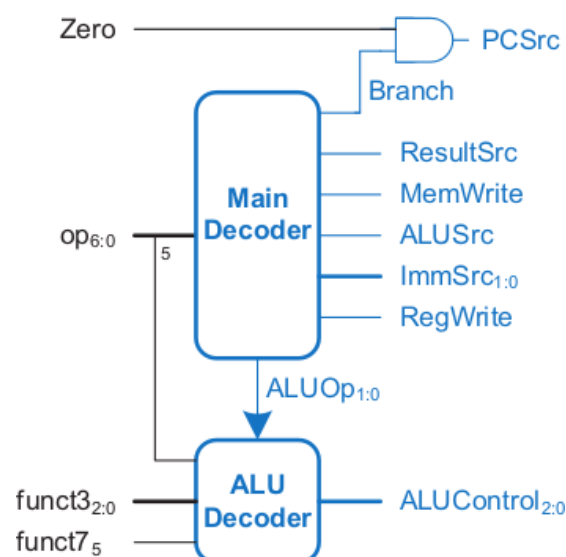 Zero
PCSrc
Branch
ResultSrc
Main
Decoder
MemWrite
op6:0
5
ALUSrc
ImmSrc1:0
RegWrite
ALUOp1:0
funct32:0
ALU
Decoder
ALUControl2:0
funct75